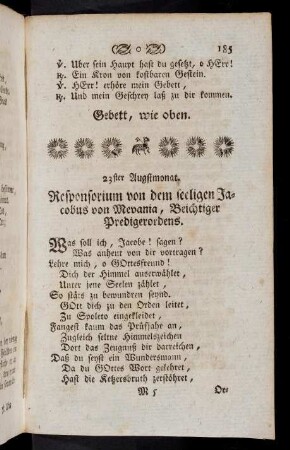 (O) 185
℣. Uber sein Haupt hast du gesetzt, o HErr!
℟. Ein Kron von kostbaren Gestein.
℣. HErr! erhöre mein Gebett,
℟. Und mein Geschrey laß zu dir kommen.
Gebett, wie oben.
23ster Augstmonat.
Responsorium von dem seeligen Ja-
cobus von Mevania, Beichtiger
Predigerordens.
Was soll ich, Jacobe! sagen?
Was anheut von dir vortragen?
Lehre mich, o GOttesfreund!
Dich der Himmel auserwählet,
Unter jene Seelen zählet,
So stäts zu bewundren seynd.
GOtt dich zu den Orden leitet,
Zu Spoleto eingekleidet,
Fangest kaum das Prüfjahr an,
Zugleich seltne Himmelszeichen
Dort das Zeugnuß dir darreichen,
Daß du seyst ein Wundersmann,
Da du GOttes Wort gelehret,
Hast die Ketzersbruth zerstöhret,
M 5 Der